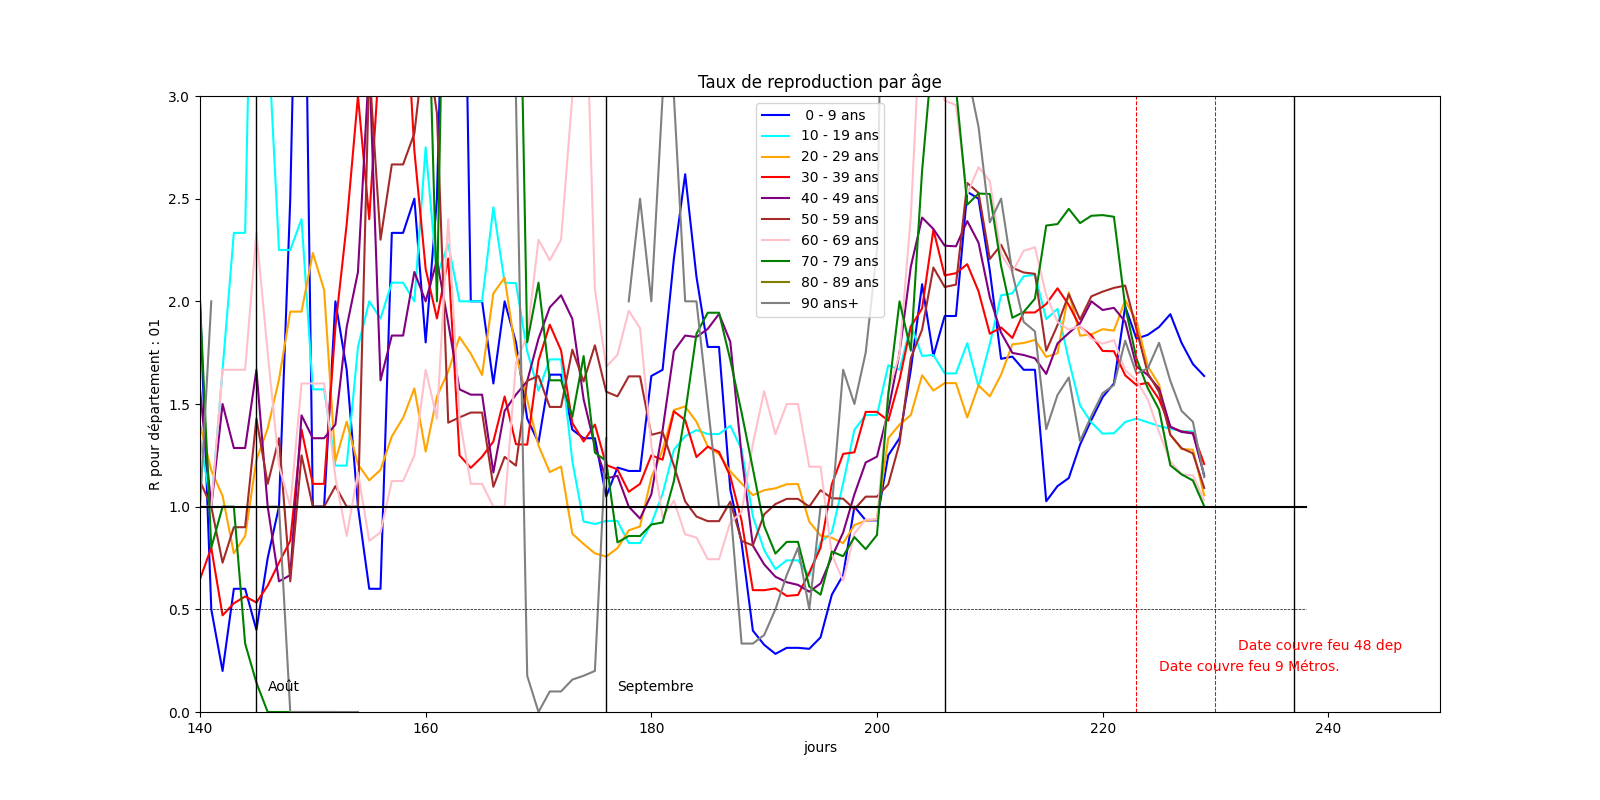 Taux de reproduction par âge
3.0
2.5
2.0
1.5
1.0
0.5
0.0
R pour département : 01
0 - 9 ans
10 - 19 ans
20 - 29 ans
30 - 39 ans
40 - 49 ans
50 - 59 ans
60 - 69 ans
70 - 79 ans
80 - 89 ans
90 ans+
Date couvre feu 48 dep
Date couvre feu 9 Métros.
Août
Septembre
140
160
180
200
220
240
jours